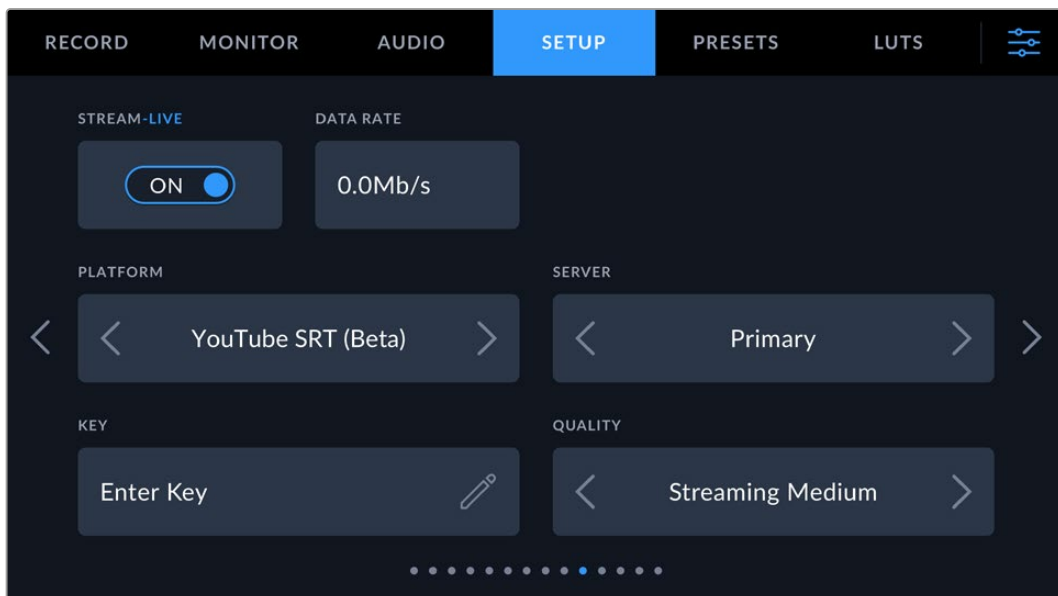 RECORD MONITOR AUDIO SETUP PRESETS LUTS
STREAM-LIVE DATA RATE
ON 0.0Mb/s
PLATFORM SERVER
YouTube SRT (Beta) Primary
KEY QUALITY
Enter Key Streaming Medium